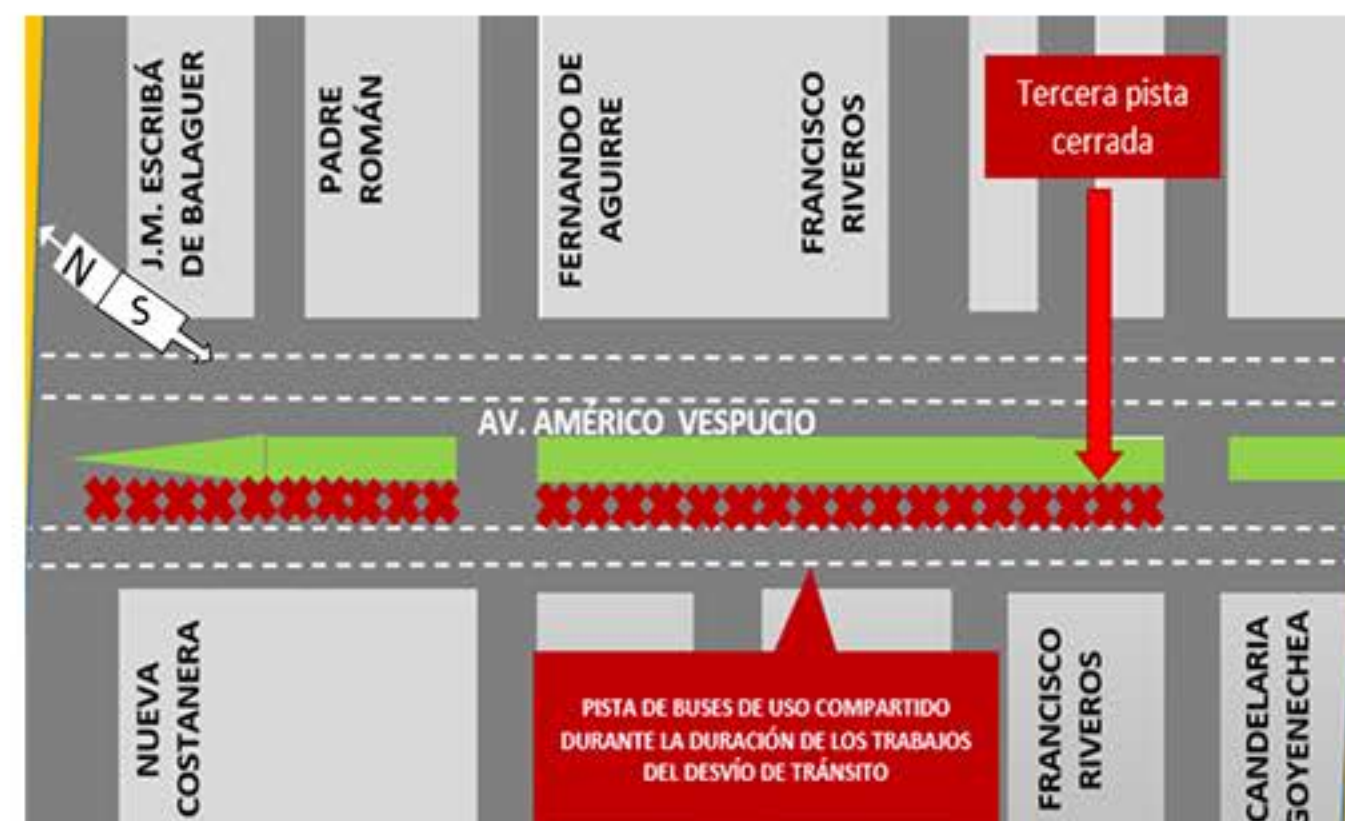 J.M. ESCRIBÁ
DE BALAGUER
PADRE
ROMÁN
FERNANDO DE
AGUIRRE
FRANCISCO
RIVEROS
Tercera pista
cerrada
N
S
AV. AMÉRICO VESPUCIO
NUEVA
COSTANERA
PISTA DE BUSES DE USO COMPARTIDO
DURANTE LA DURACIÓN DE LOS TRABAJOS
DEL DESVÍO DE TRÁNSITO
FRANCISCO
RIVEROS
CANDELARIA
GOYENECHEA